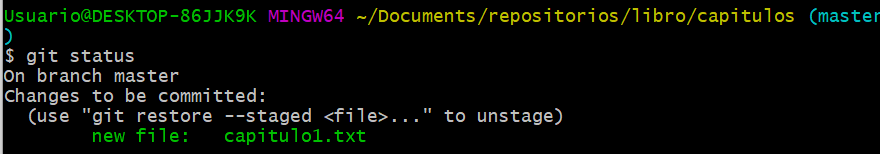 Usuario@DESKTOP-86JJK9K MINGW64 ~/Documents/repositorios/libro/capitulos (master
)
$ git status
On branch master
Changes to be committed:
  (use "git restore --staged <file>..." to unstage)
        new file:   capitulo1.txt